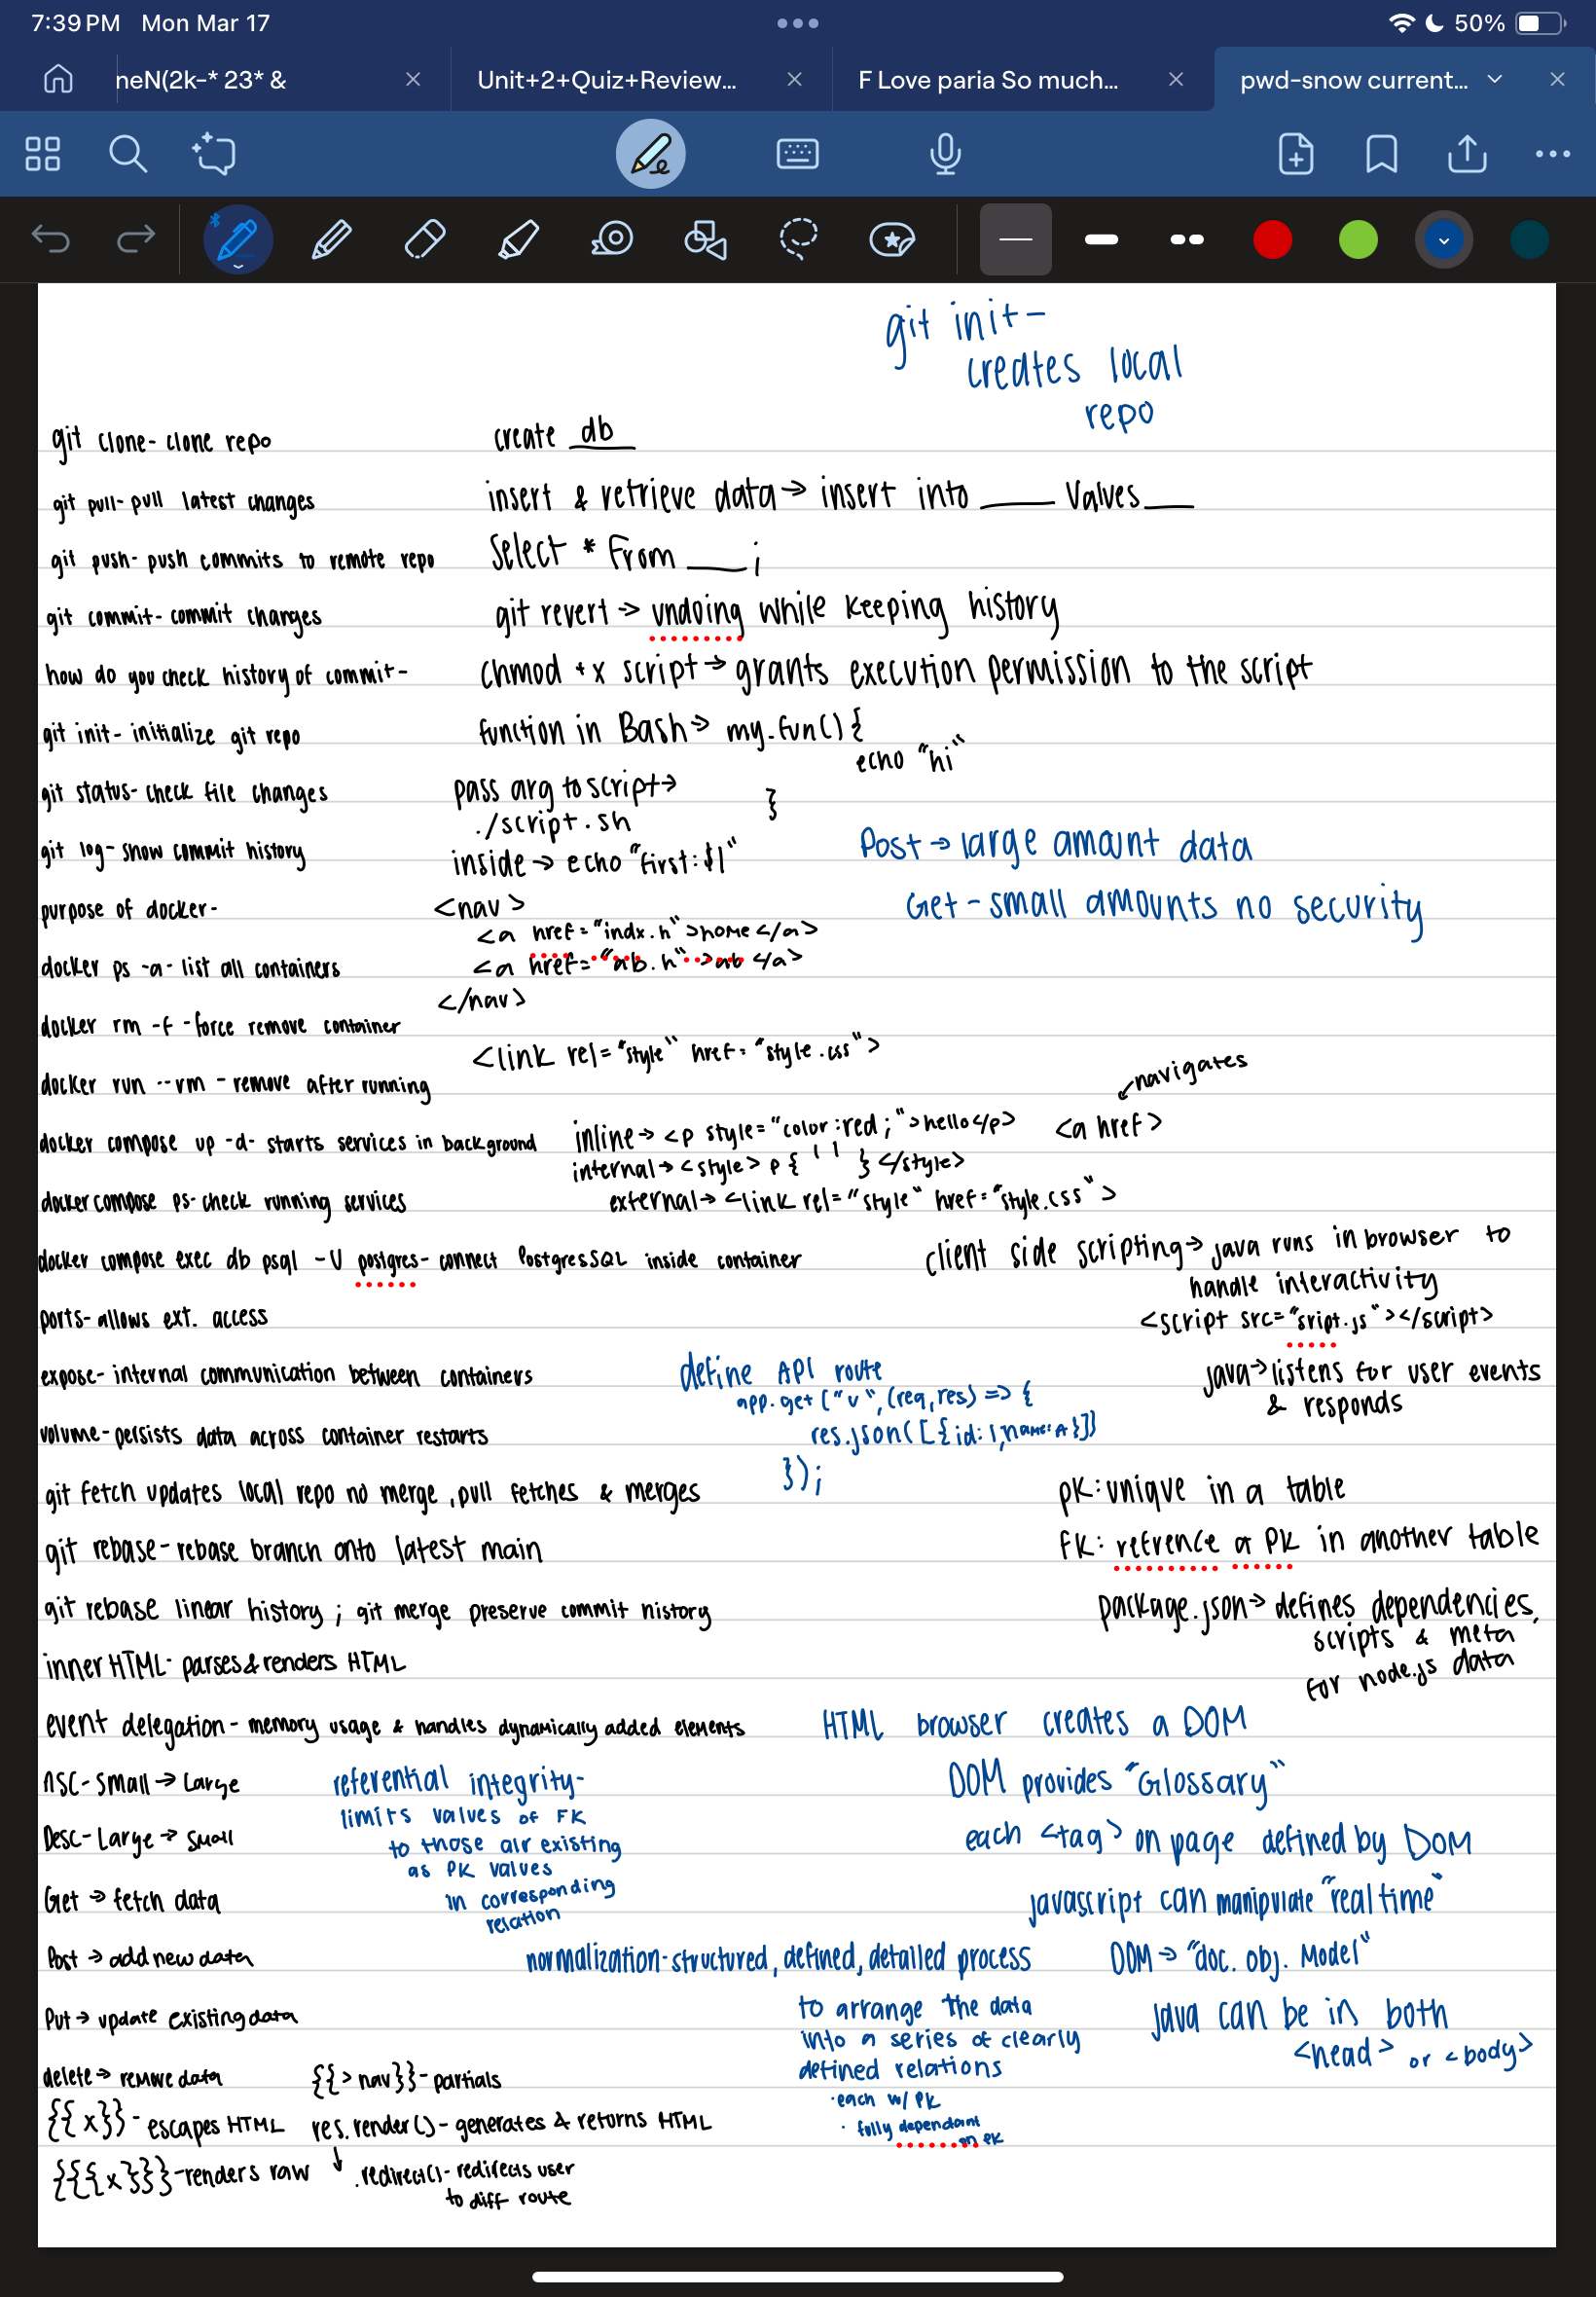 7:39 PM Mon Mar 17
50%
neN(2k-* 23* &
Unit+2+Quiz+Review...
F Love paria So much...
pwd-snow current...
git init-
creates local
repo
git clone- clone repo
git pull- pull latest changes
git push- push commits to remote repo
git commit- commit changes
how do you check history of commit-
git init- initialize git repo
git status- check file changes
git log- show commit history
purpose of docker-
docker ps -a - list all containers
docker rm -f - force remove container
docker run --rm - remove after running
docker compose up -d- starts services in background
docker compose ps- check running services
docker compose exec db psql -U postgres- connect PostgresSQL inside container
ports- allows ext. access
expose- internal communication between containers
volume- persists data across container restarts
git fetch updates local repo no merge, pull fetches & merges
git rebase- rebase branch onto latest main
git rebase linear history; git merge preserve commit history
inner HTML- parses & renders HTML
event delegation- memory usage & handles dynamically added elements
ASC- small → Large
Desc- Large → small
Get → fetch data
Post → add new data
Put → update existing data
delete → remove data
{{x}} - escapes HTML
{{{x}}} - renders raw
create db
insert & retrieve data → insert into ____ Values ____
Select * From ____;
git revert → undoing while keeping history
chmod +x script → grants execution permission to the script
function in Bash → my_fun() {
echo "hi"
}
pass arg to script →
./script.sh
inside → echo "first: $1"
Post → large amount data
Get - small amounts no security
<nav>
<a href="indx.h">home</a>
<a href="ab.h">ab</a>
</nav>
<link rel="style" href="style.css">
navigates
<a href>
inline → <p style="color:red;">hello</p>
internal → <style> p { " } </style>
external → <link rel="style" href="style.css">
client side scripting → java runs in browser to
handle interactivity
<script src="sript.js"></script>
java → listens for user events
& responds
define API route
app.get("v", (req,res) => {
res.json([{id:1,name:A}])
});
pk: unique in a table
fk: refrence a PK in another table
package.json → defines dependencies,
scripts & meta
for node.js data
HTML browser creates a DOM
DOM provides "Glossary"
each <tag> on page defined by DOM
javascript can manipulate "real time"
DOM → "doc. obj. Model"
java can be in both
<head> or <body>
referential integrity-
limits values of FK
to those alr existing
as PK values
in corresponding
relation
normalization- structured, defined, detailed process
to arrange the data
into a series of clearly
defined relations
·each w/ PK
·fully dependant
on PK
{{> nav}} - partials
res.render() - generates & returns HTML
.redirect() - redirects user
to diff route